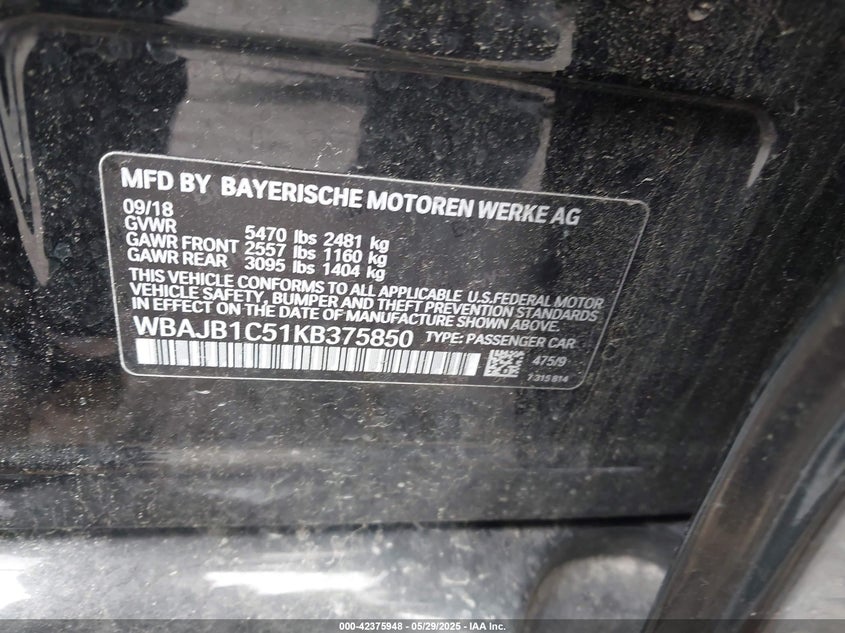 MFD BY BAYERISCHE MOTOREN WERKE AG
09/18
GVWR 5470 lbs 2481 kg
GAWR FRONT 2557 lbs 1160 kg
GAWR REAR 3095 lbs 1404 kg
THIS VEHICLE CONFORMS TO ALL APPLICABLE U.S.FEDERAL MOTOR
VEHICLE SAFETY, BUMPER AND THEFT PREVENTION STANDARDS
IN EFFECT ON THE DATE OF MANUFACTURE SHOWN ABOVE.
WBAJB1C51KB375850 TYPE: PASSENGER CAR
475/9
7 315 814
000-42375948 - 05/29/2025 - IAA Inc.